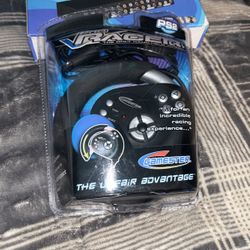 RACER
PS2
...for an
incredible
racing
experience..."
GAMESTER
THE UNFAIR ADVANTAGE